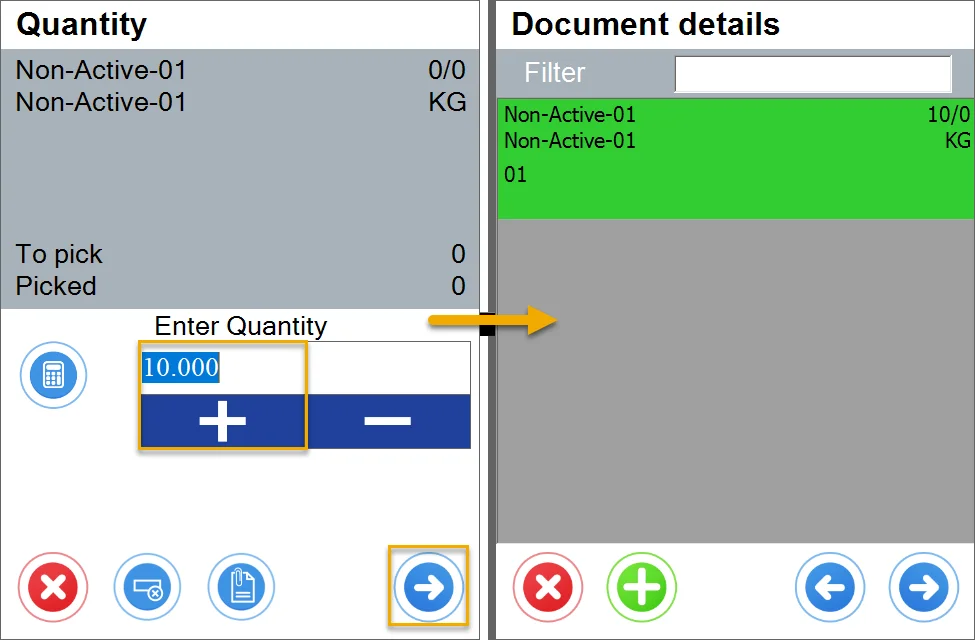 Quantity
Non-Active-01 0/0
Non-Active-01 KG
To pick 0
Picked 0
Enter Quantity
10.000
Document details
Filter
Non-Active-01 10/0
Non-Active-01 KG
01